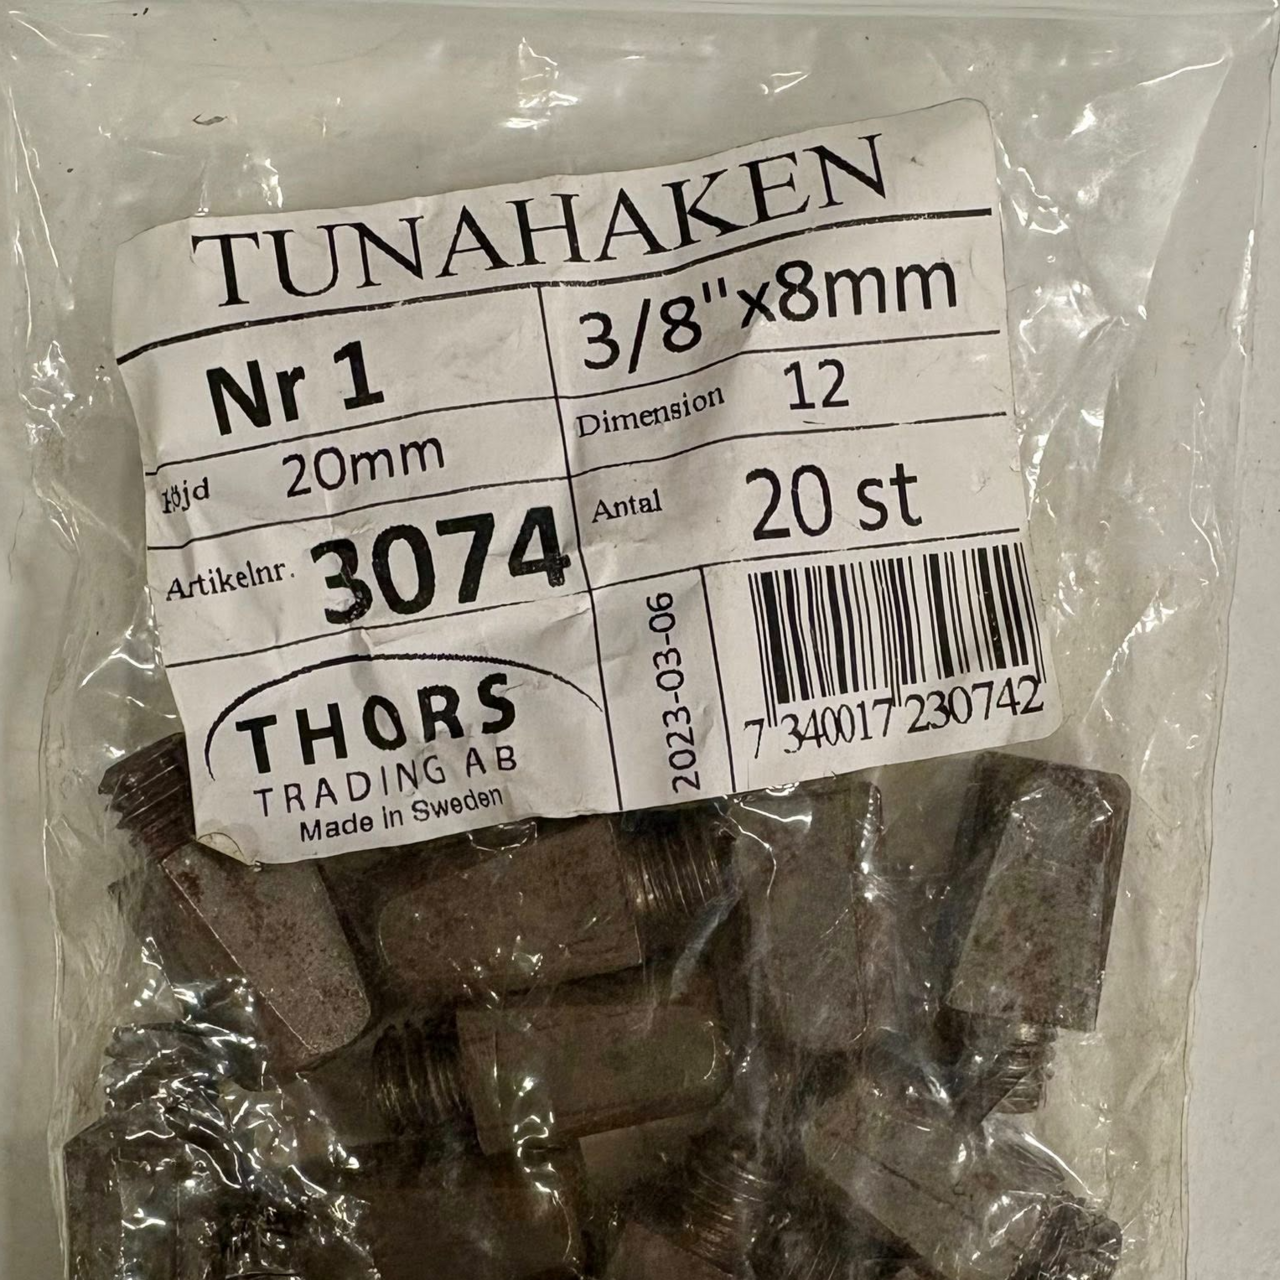 TUNAHAKEN
Nr 1
3/8"x8mm
Höjd 20mm
Dimension 12
Artikelnr. 3074
Antal 20 st
THORS
TRADING AB
Made in Sweden
2023-03-06
7 340017 230742